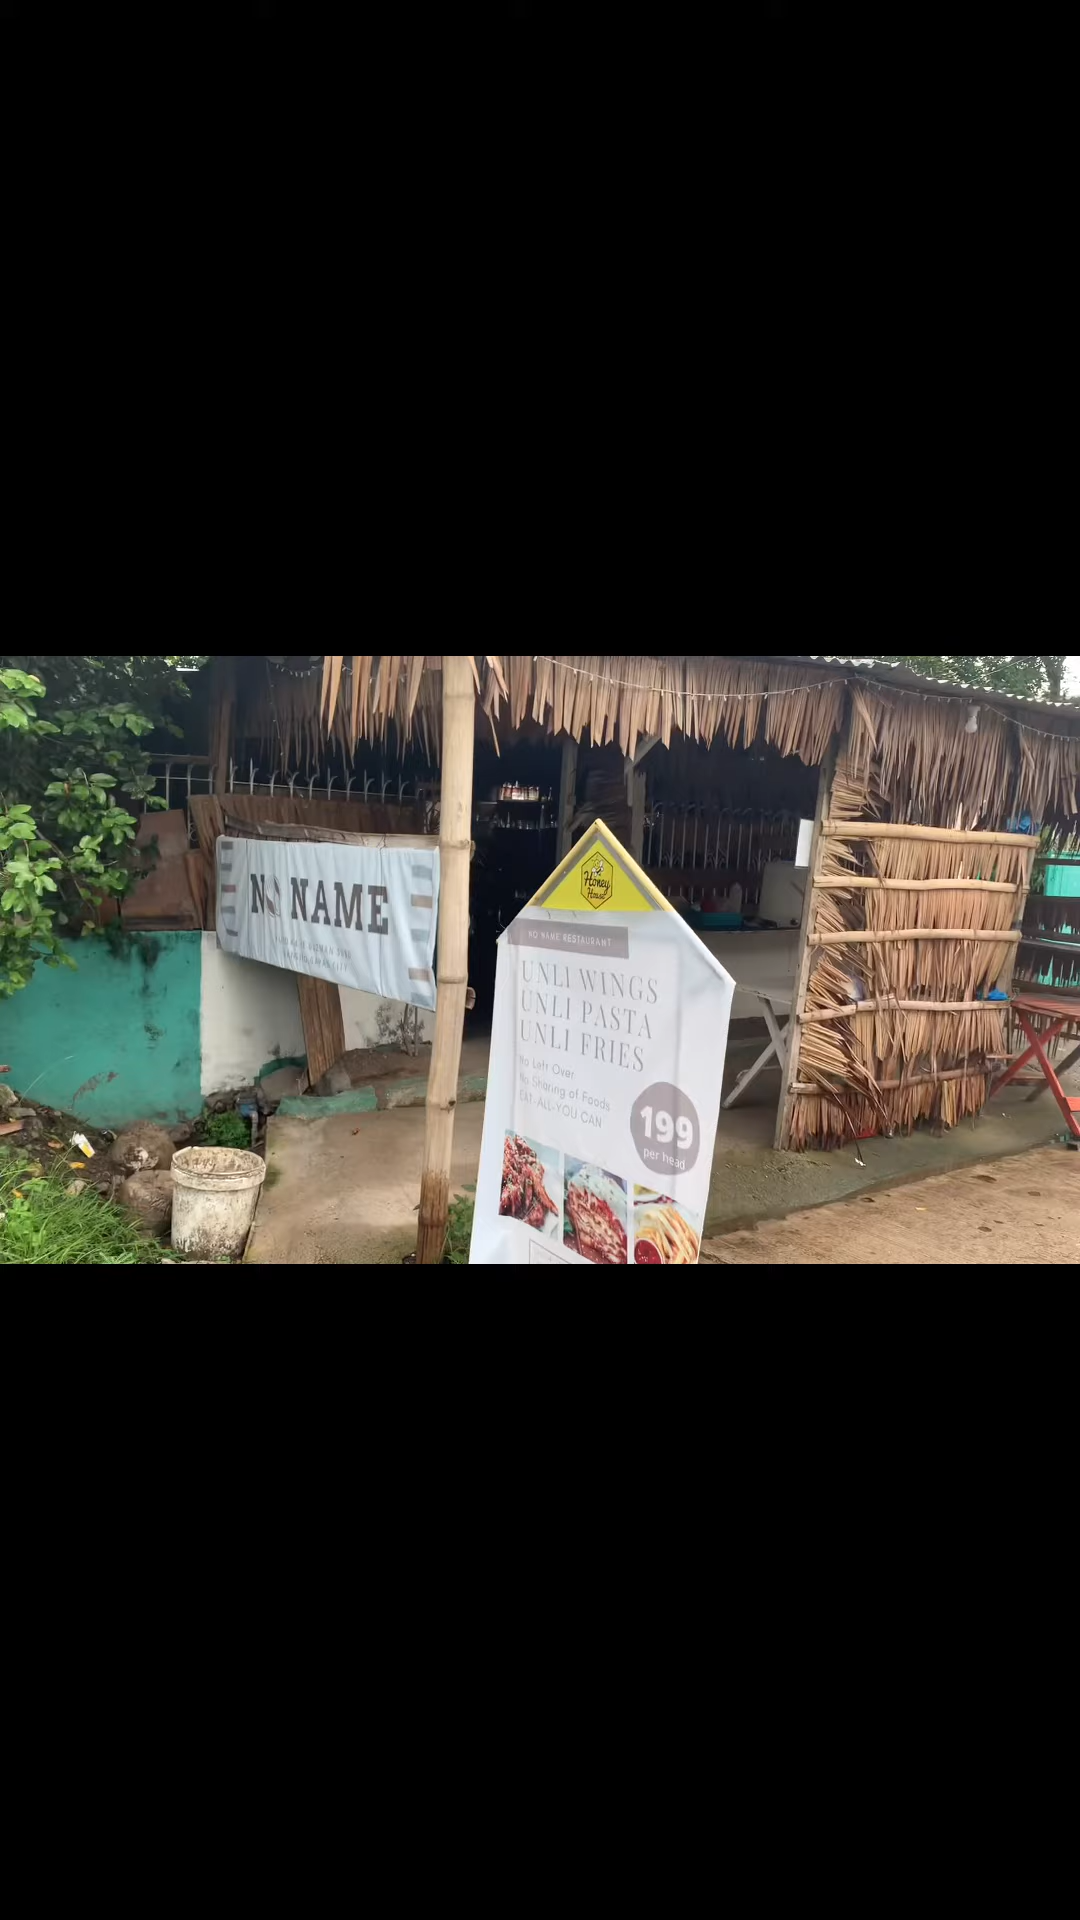 NO NAME
Honey
House
NO NAME RESTAURANT
UNLI WINGS
UNLI PASTA
UNLI FRIES
No Left Over
No Sharing of Foods
EAT-ALL-YOU CAN
199
per head